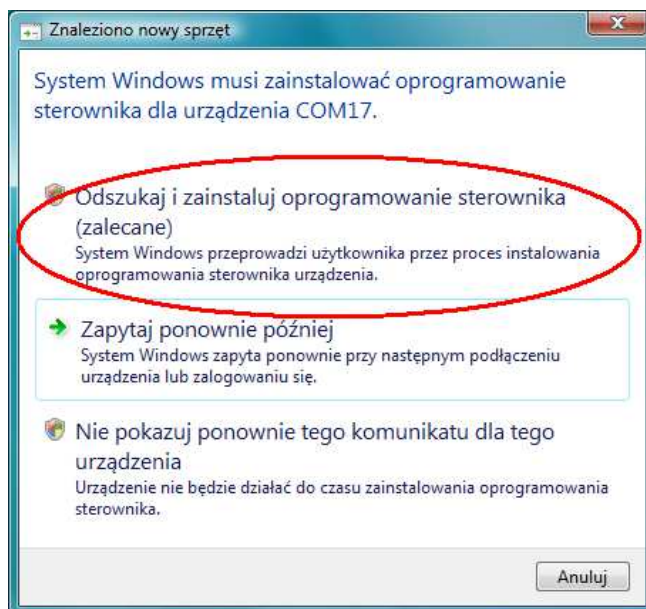 Znaleziono nowy sprzęt
System Windows musi zainstalować oprogramowanie
sterownika dla urządzenia COM17.
Odszukaj i zainstaluj oprogramowanie sterownika
(zalecane)
System Windows przeprowadzi użytkownika przez proces instalowania
oprogramowania sterownika urządzenia.
Zapytaj ponownie później
System Windows zapyta ponownie przy następnym podłączeniu
urządzenia lub zalogowaniu się.
Nie pokazuj ponownie tego komunikatu dla tego
urządzenia
Urządzenie nie będzie działać do czasu zainstalowania oprogramowania
sterownika.
Anuluj